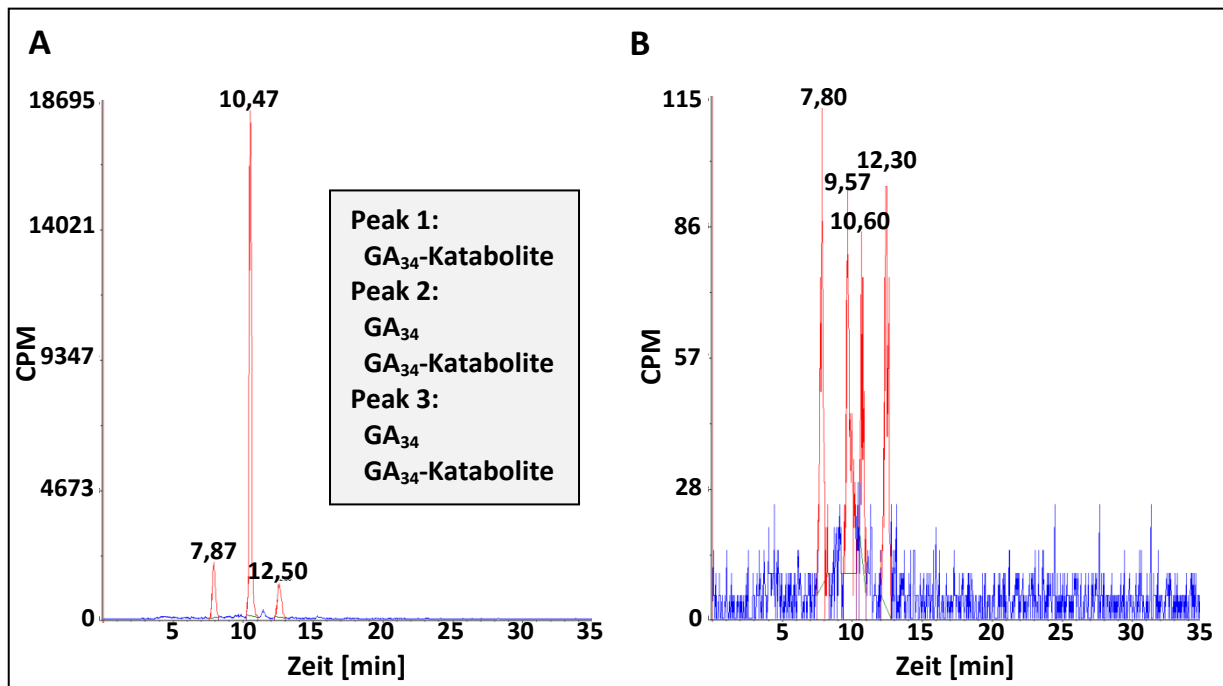 A
18695
14021
9347
4673
0
CPM
10,47
7,87
12,50
5
10
15
20
25
30
35
Zeit [min]
Peak 1:
GA₃₄-Katabolite
Peak 2:
GA₃₄
GA₃₄-Katabolite
Peak 3:
GA₃₄
GA₃₄-Katabolite
B
115
86
57
28
0
CPM
7,80
9,57
10,60
12,30
5
10
15
20
25
30
35
Zeit [min]